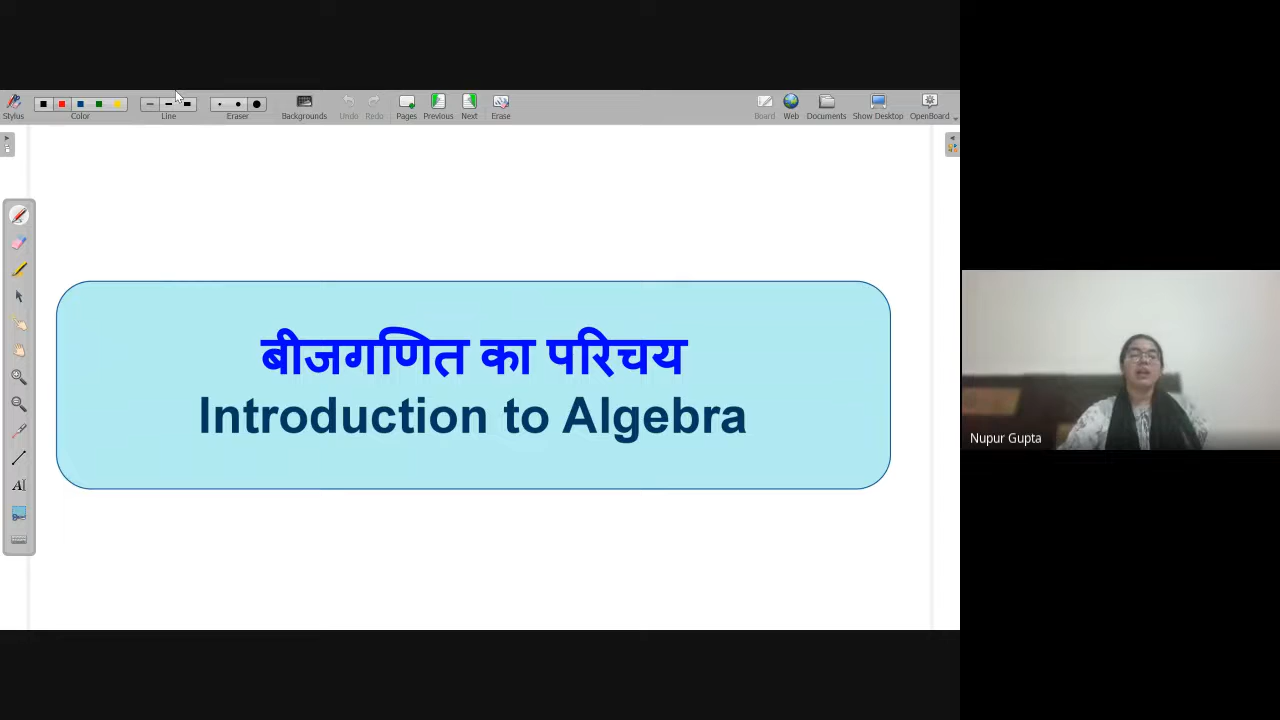 Stylus
Color
Line
Eraser
Backgrounds
Undo
Redo
Pages
Previous
Next
Erase
Board
Web
Documents
Show Desktop
OpenBoard
बीजगणित का परिचय
Introduction to Algebra
Nupur Gupta